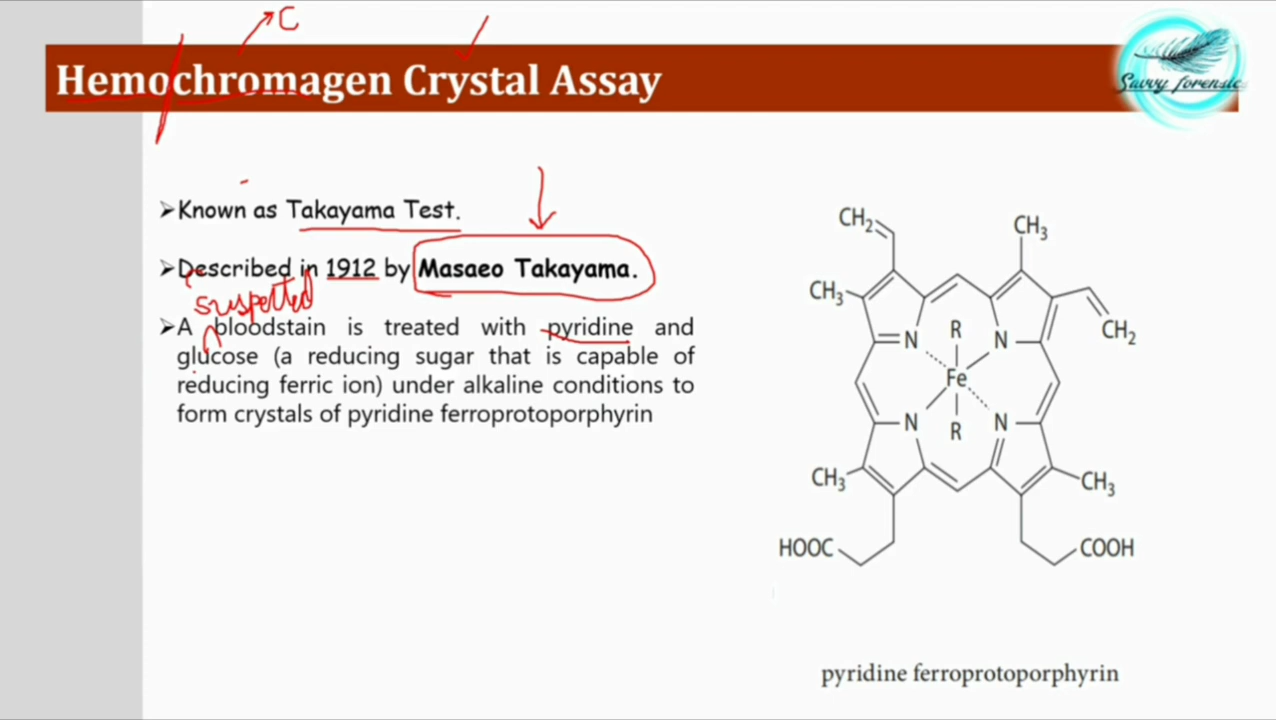 C
Hemochromagen Crystal Assay
Savvy forensics
➢Known as Takayama Test.
➢Described in 1912 by Masaeo Takayama.
suspected
➢A bloodstain is treated with pyridine and
glucose (a reducing sugar that is capable of
reducing ferric ion) under alkaline conditions to
form crystals of pyridine ferroprotoporphyrin
CH₂
CH₃
CH₃
R
CH₂
N
N
Fe
N
N
R
CH₃
CH₃
HOOC
COOH
pyridine ferroprotoporphyrin